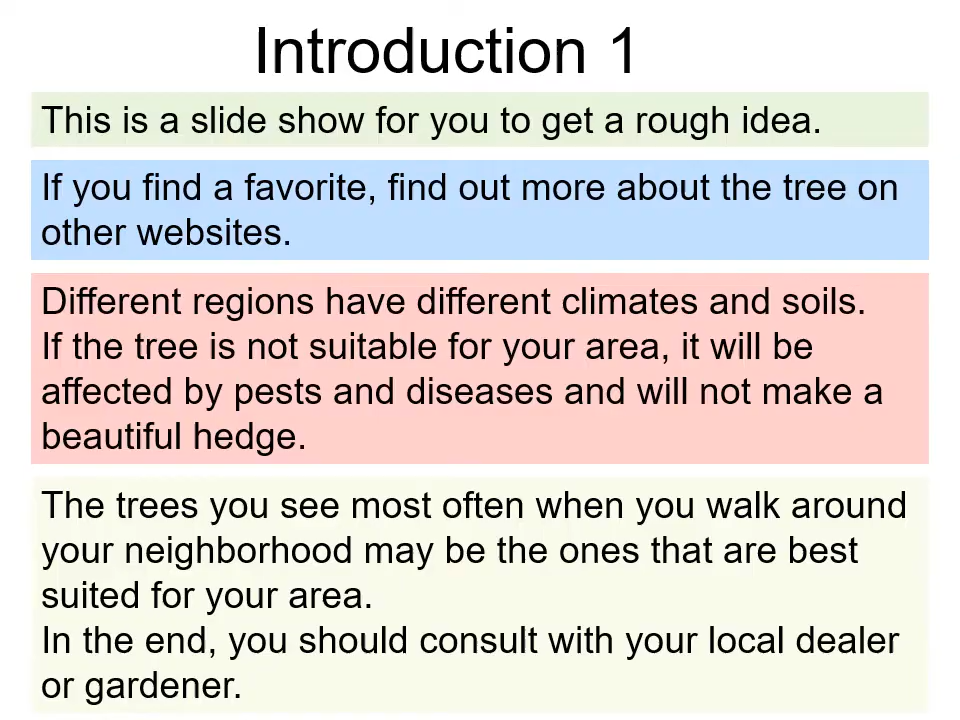 Introduction 1
This is a slide show for you to get a rough idea.
If you find a favorite, find out more about the tree on
other websites.
Different regions have different climates and soils.
If the tree is not suitable for your area, it will be
affected by pests and diseases and will not make a
beautiful hedge.
The trees you see most often when you walk around
your neighborhood may be the ones that are best
suited for your area.
In the end, you should consult with your local dealer
or gardener.